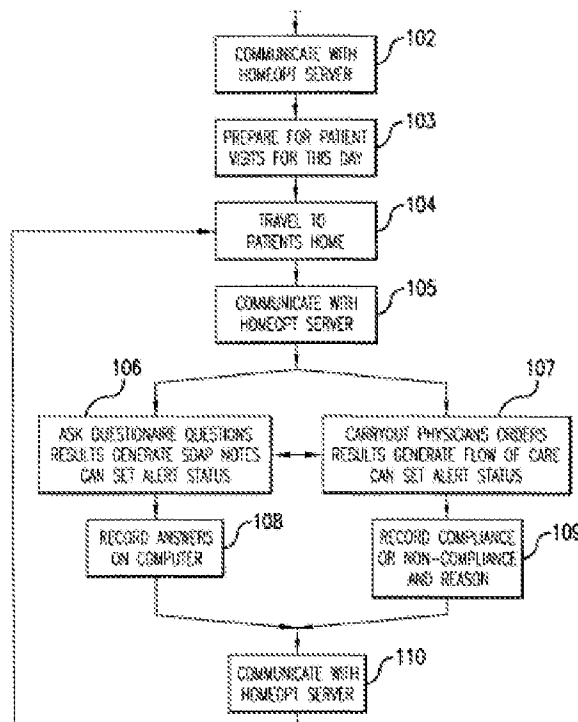 102
COMMUNICATE WITH
HOMEOPT SERVER
103
PREPARE FOR PATIENT
VISITS FOR THIS DAY
104
TRAVEL TO
PATIENTS HOME
105
COMMUNICATE WITH
HOMEOPT SERVER
106
107
ASK QUESTIONAIRE QUESTIONS
RESULTS GENERATE SOAP NOTES
CAN SET ALERT STATUS
CARRYOUT PHYSICIANS ORDERS
RESULTS GENERATE FLOW OF CARE
CAN SET ALERT STATUS
108
RECORD ANSWERS
ON COMPUTER
109
RECORD COMPLIANCE
OR NON-COMPLIANCE
AND REASON
110
COMMUNICATE WITH
HOMEOPT SERVER